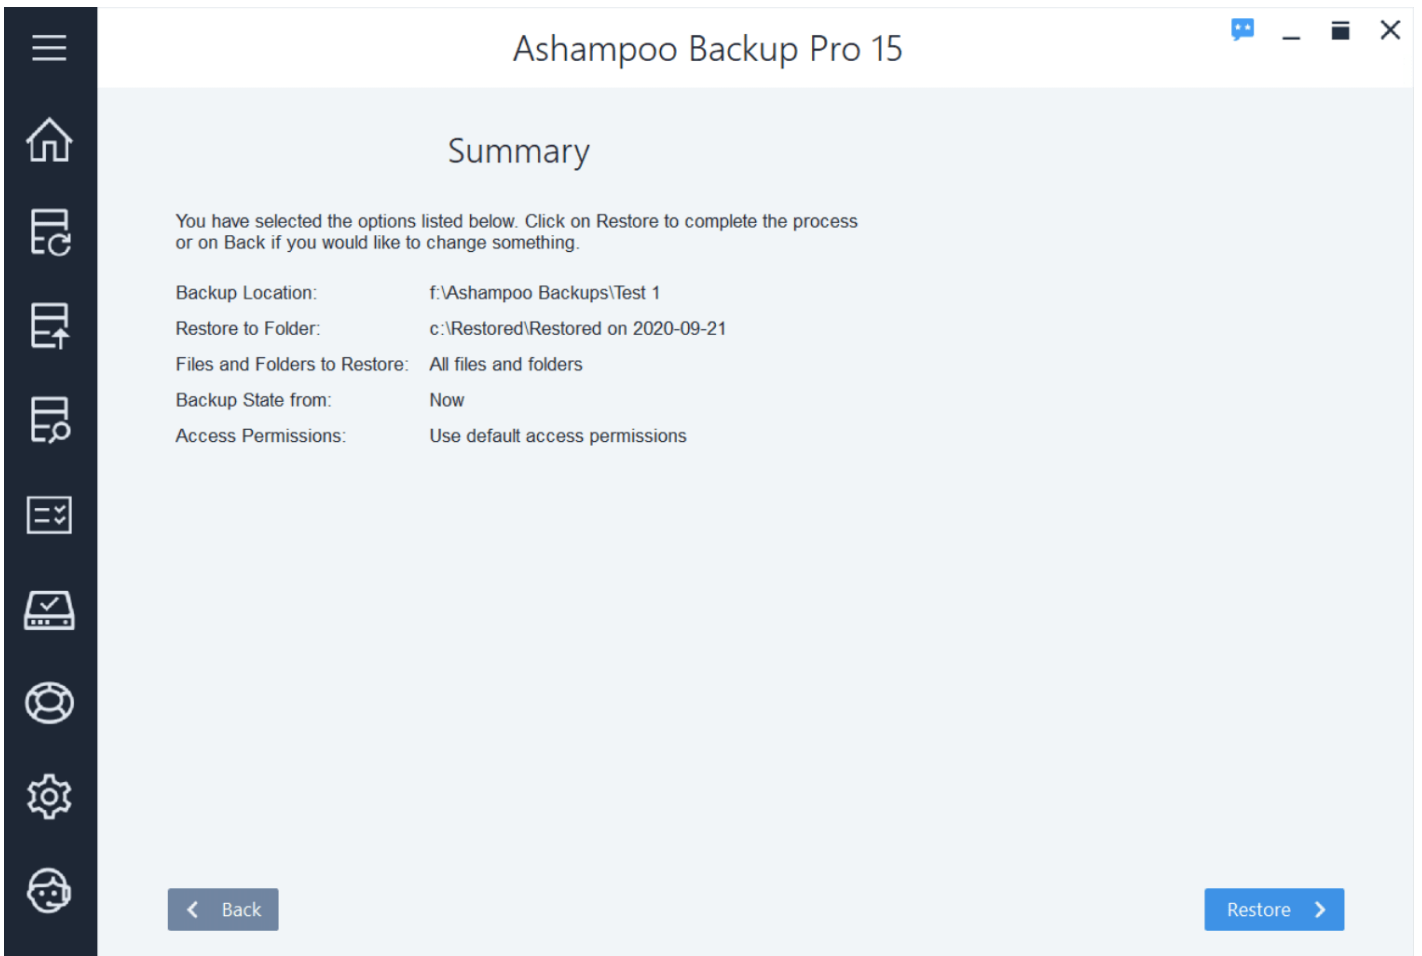 Ashampoo Backup Pro 15
Summary
You have selected the options listed below. Click on Restore to complete the process
or on Back if you would like to change something.
Backup Location: f:\Ashampoo Backups\Test 1
Restore to Folder: c:\Restored\Restored on 2020-09-21
Files and Folders to Restore: All files and folders
Backup State from: Now
Access Permissions: Use default access permissions
Back
Restore